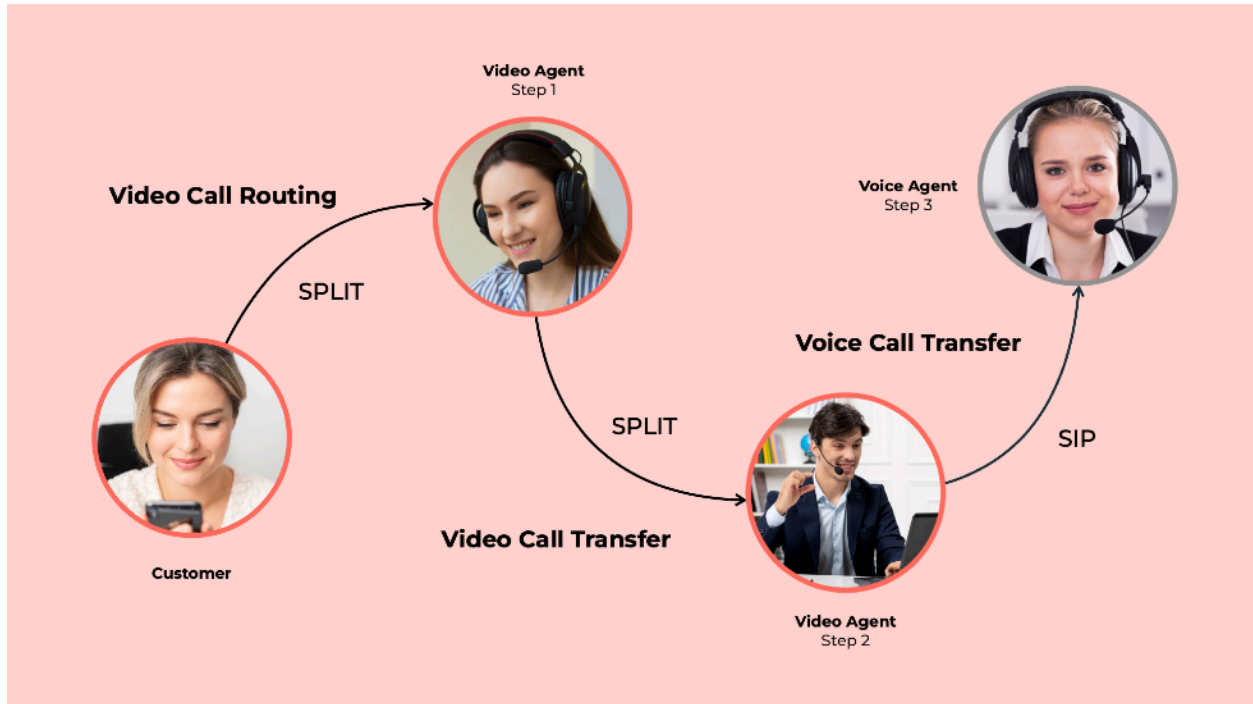 Video Agent
Step 1
Video Call Routing
SPLIT
Customer
SPLIT
Video Call Transfer
Video Agent
Step 2
Voice Call Transfer
SIP
Voice Agent
Step 3